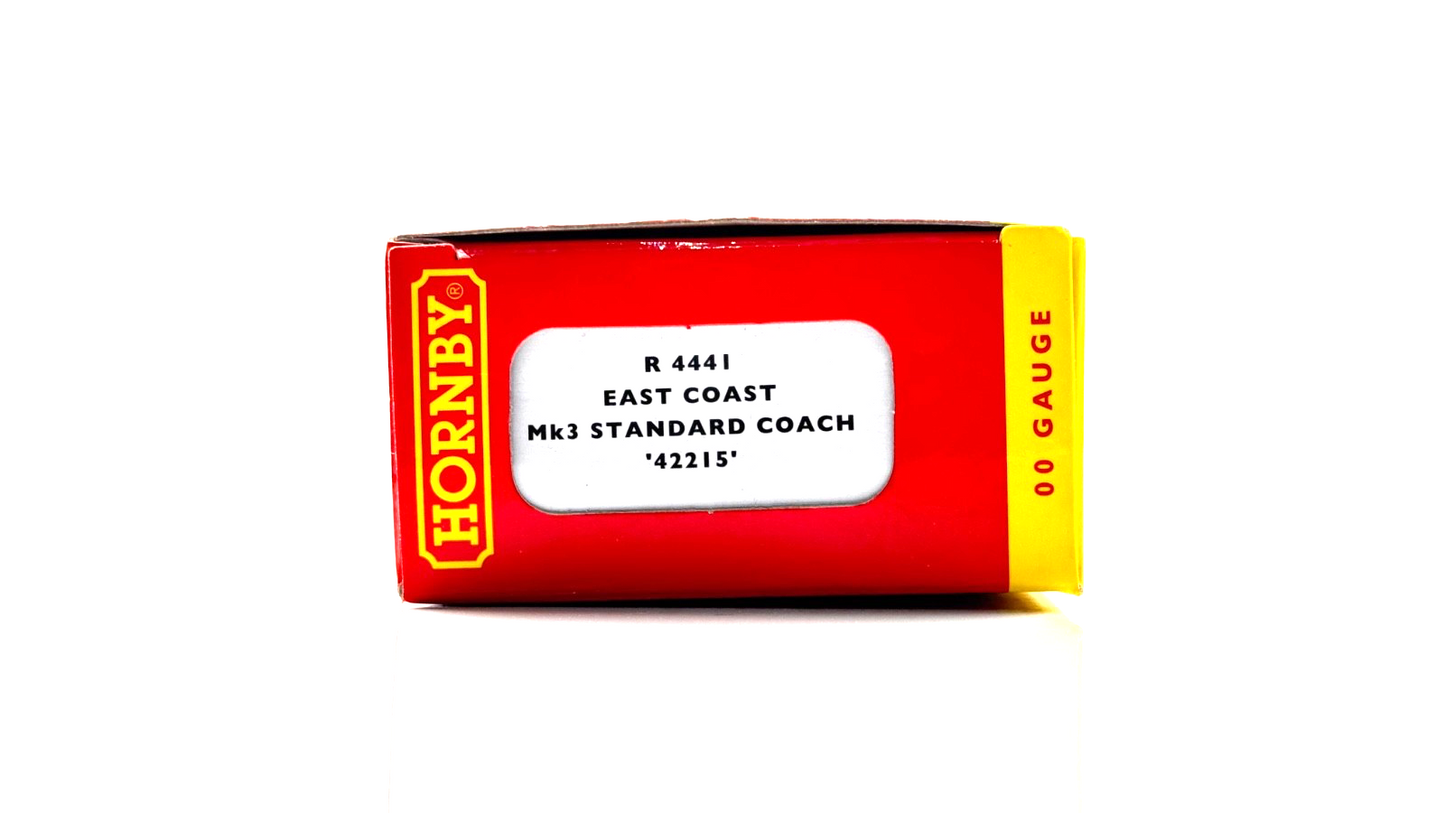 HORNBY®
R 4441
EAST COAST
Mk3 STANDARD COACH
'42215'
00 GAUGE